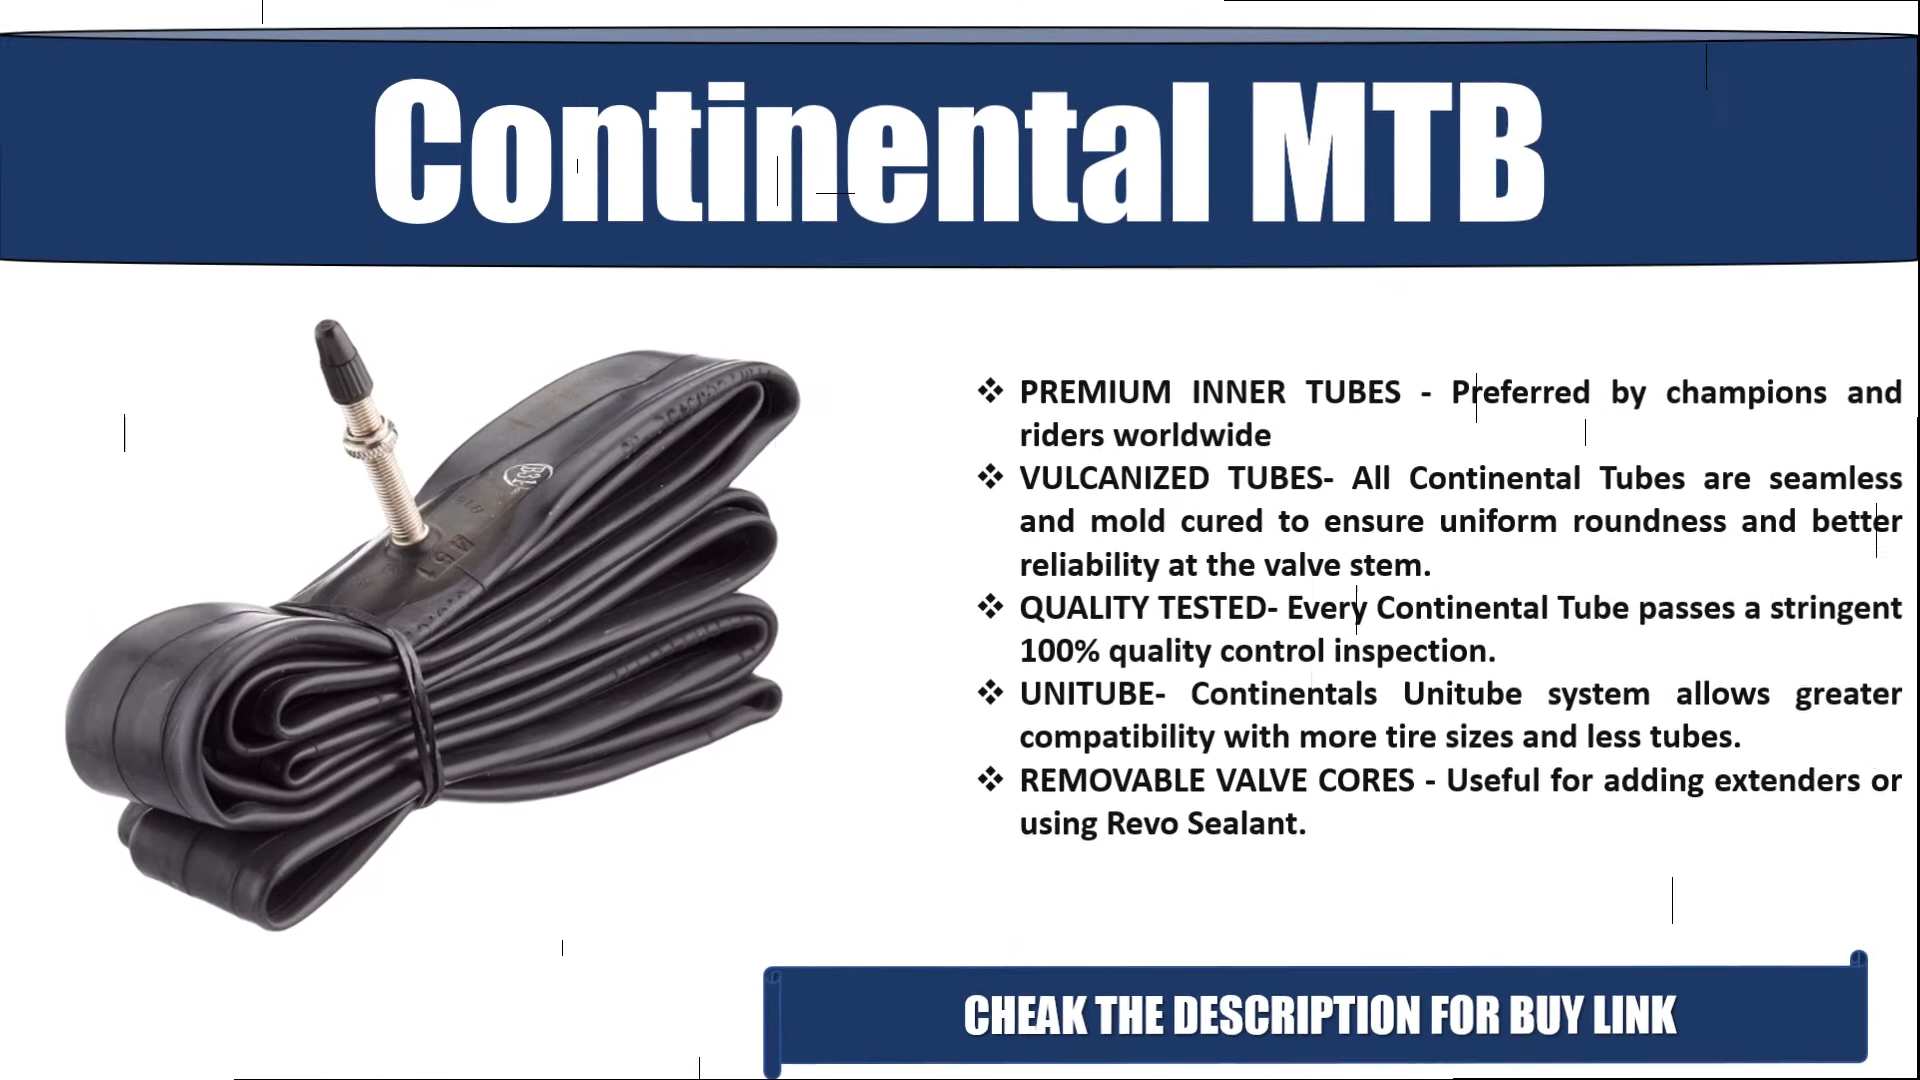 Continental MTB
❖ PREMIUM INNER TUBES - Preferred by champions and
riders worldwide
❖ VULCANIZED TUBES- All Continental Tubes are seamless
and mold cured to ensure uniform roundness and better
reliability at the valve stem.
❖ QUALITY TESTED- Every Continental Tube passes a stringent
100% quality control inspection.
❖ UNITUBE- Continentals Unitube system allows greater
compatibility with more tire sizes and less tubes.
❖ REMOVABLE VALVE CORES - Useful for adding extenders or
using Revo Sealant.
CHEAK THE DESCRIPTION FOR BUY LINK